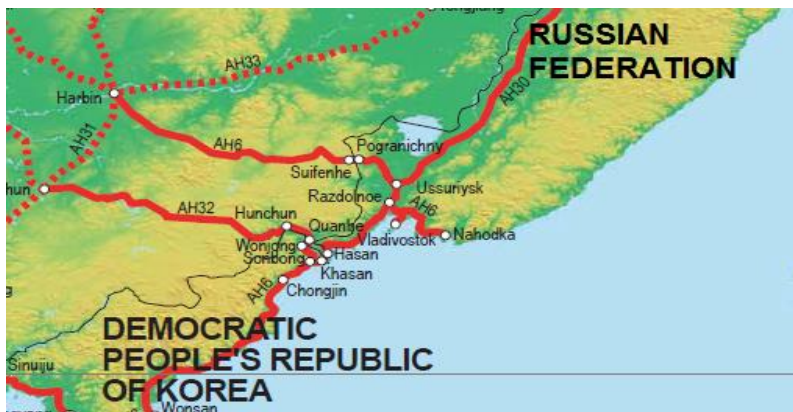 RUSSIAN
FEDERATION
AH33
Harbin
AH30
AH31
AH6
Pogranichny
Suifenhe
Ussuriysk
Razdolnoe
AH6
AH32
Hunchun
Quanhe
Vladivostok
Nahodka
Wonjong
Hasan
Sonbong
Khasan
AH6
Chongjin
DEMOCRATIC
PEOPLE'S REPUBLIC
OF KOREA
Sinuiju
Wonsan